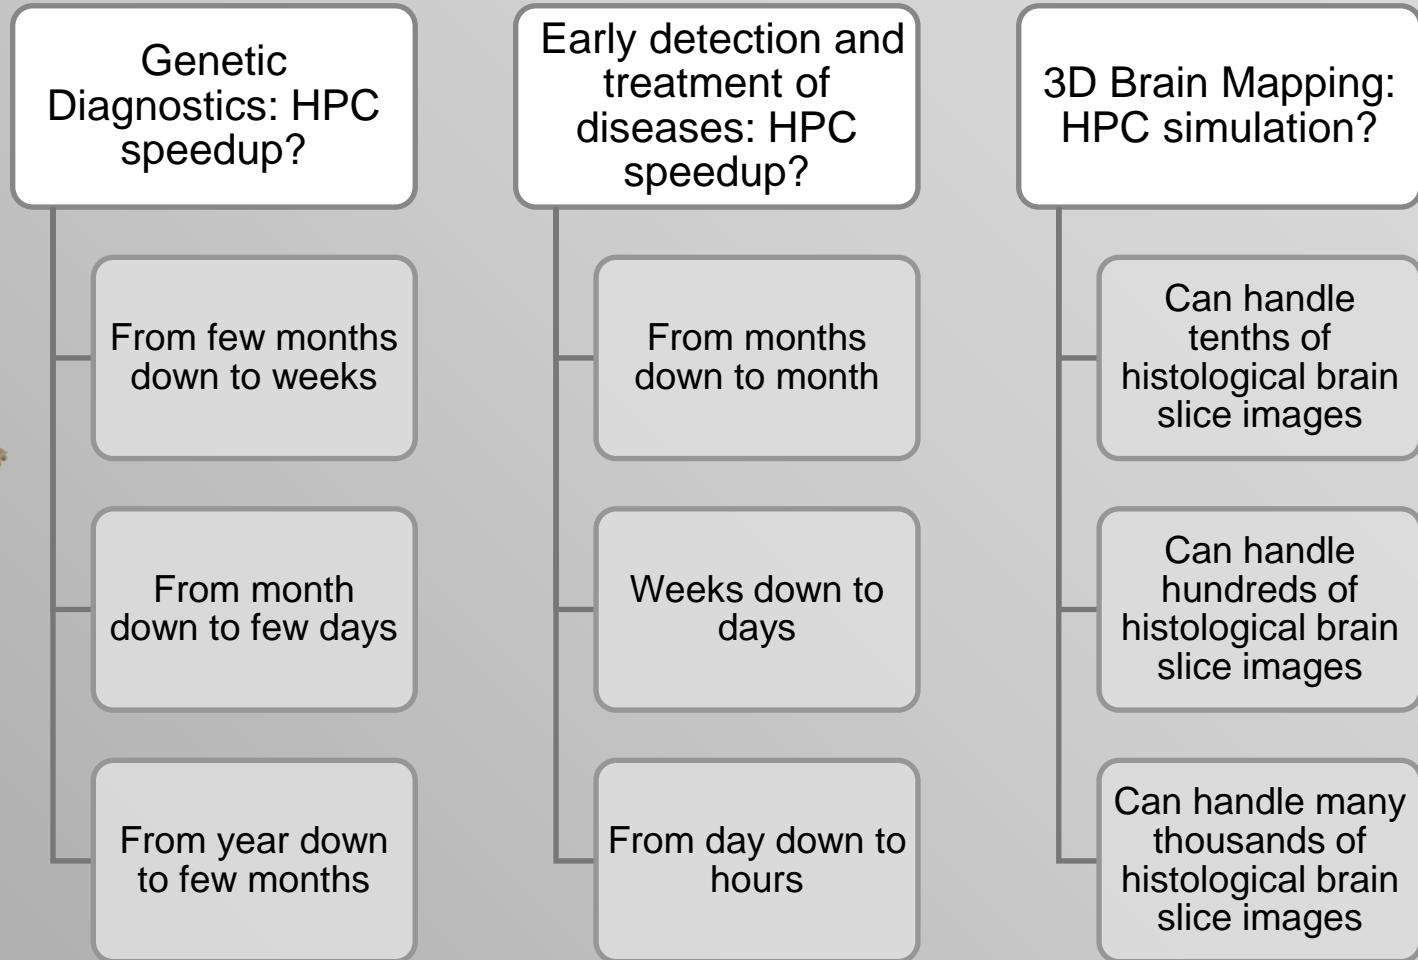 Genetic
Diagnostics: HPC
speedup?
From few months
down to weeks
From month
down to few days
From year down
to few months
Early detection and
treatment of
diseases: HPC
speedup?
From months
down to month
Weeks down to
days
From day down to
hours
3D Brain Mapping:
HPC simulation?
Can handle
tenths of
histological brain
slice images
Can handle
hundreds of
histological brain
slice images
Can handle many
thousands of
histological brain
slice images